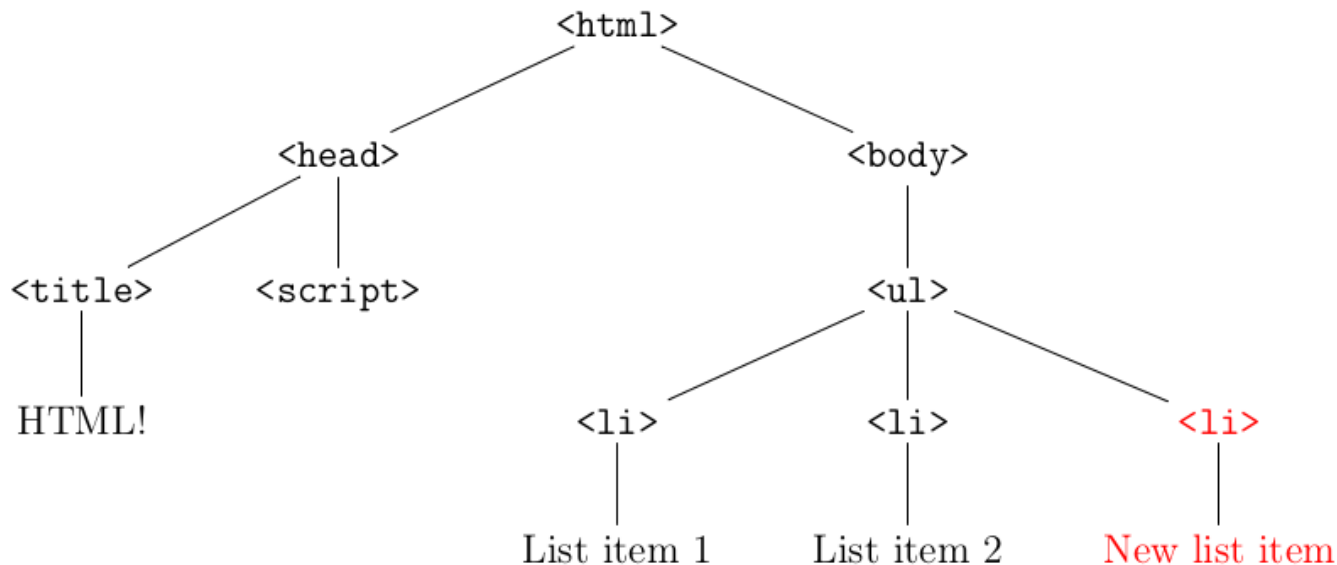 <html>
<head> <body>
<title> <script> <ul>
HTML! <li> <li> <li>
List item 1 List item 2 New list item